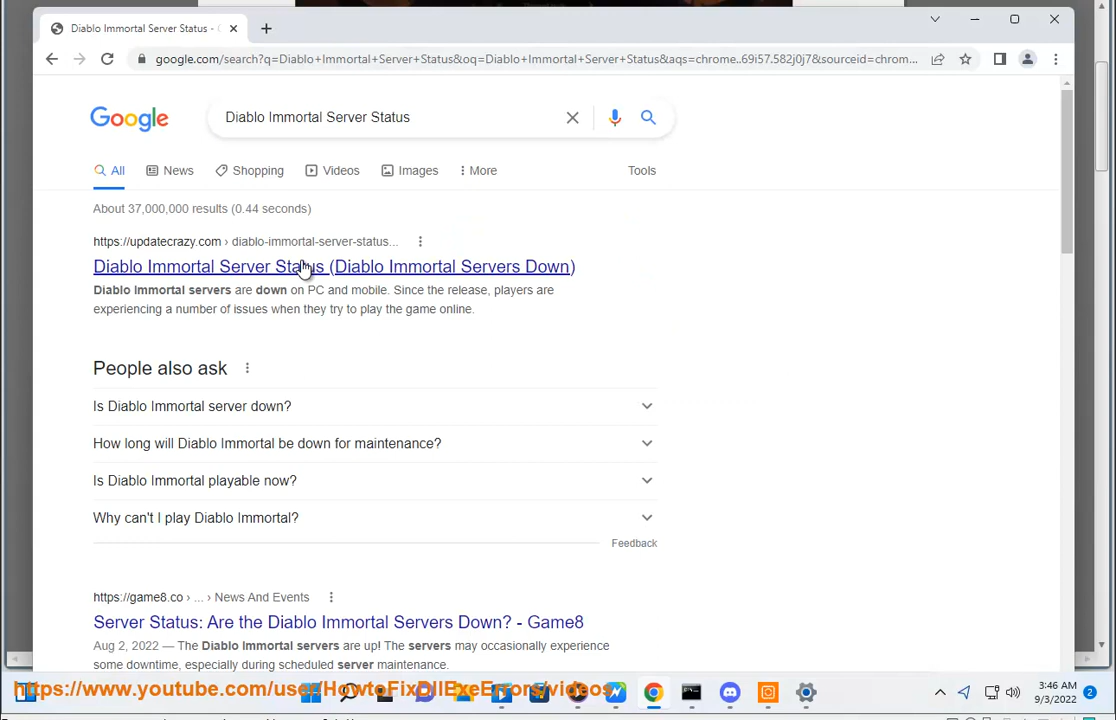 Diablo Immortal Server Status -
google.com/search?q=Diablo+Immortal+Server+Status&oq=Diablo+Immortal+Server+Status&aqs=chrome..69i57.582j0j7&sourceid=chrom...
Google
Diablo Immortal Server Status
All News Shopping Videos Images More Tools
About 37,000,000 results (0.44 seconds)
https://updatecrazy.com › diablo-immortal-server-status...
Diablo Immortal Server Status (Diablo Immortal Servers Down)
Diablo Immortal servers are down on PC and mobile. Since the release, players are
experiencing a number of issues when they try to play the game online.
People also ask
Is Diablo Immortal server down?
How long will Diablo Immortal be down for maintenance?
Is Diablo Immortal playable now?
Why can't I play Diablo Immortal?
Feedback
https://game8.co › ... › News And Events
Server Status: Are the Diablo Immortal Servers Down? - Game8
Aug 2, 2022 — The Diablo Immortal servers are up! The servers may occasionally experience
some downtime, especially during scheduled server maintenance.
https://www.youtube.com/user/HowtoFixDllExeErrors/videos
3:46 AM
9/3/2022
2